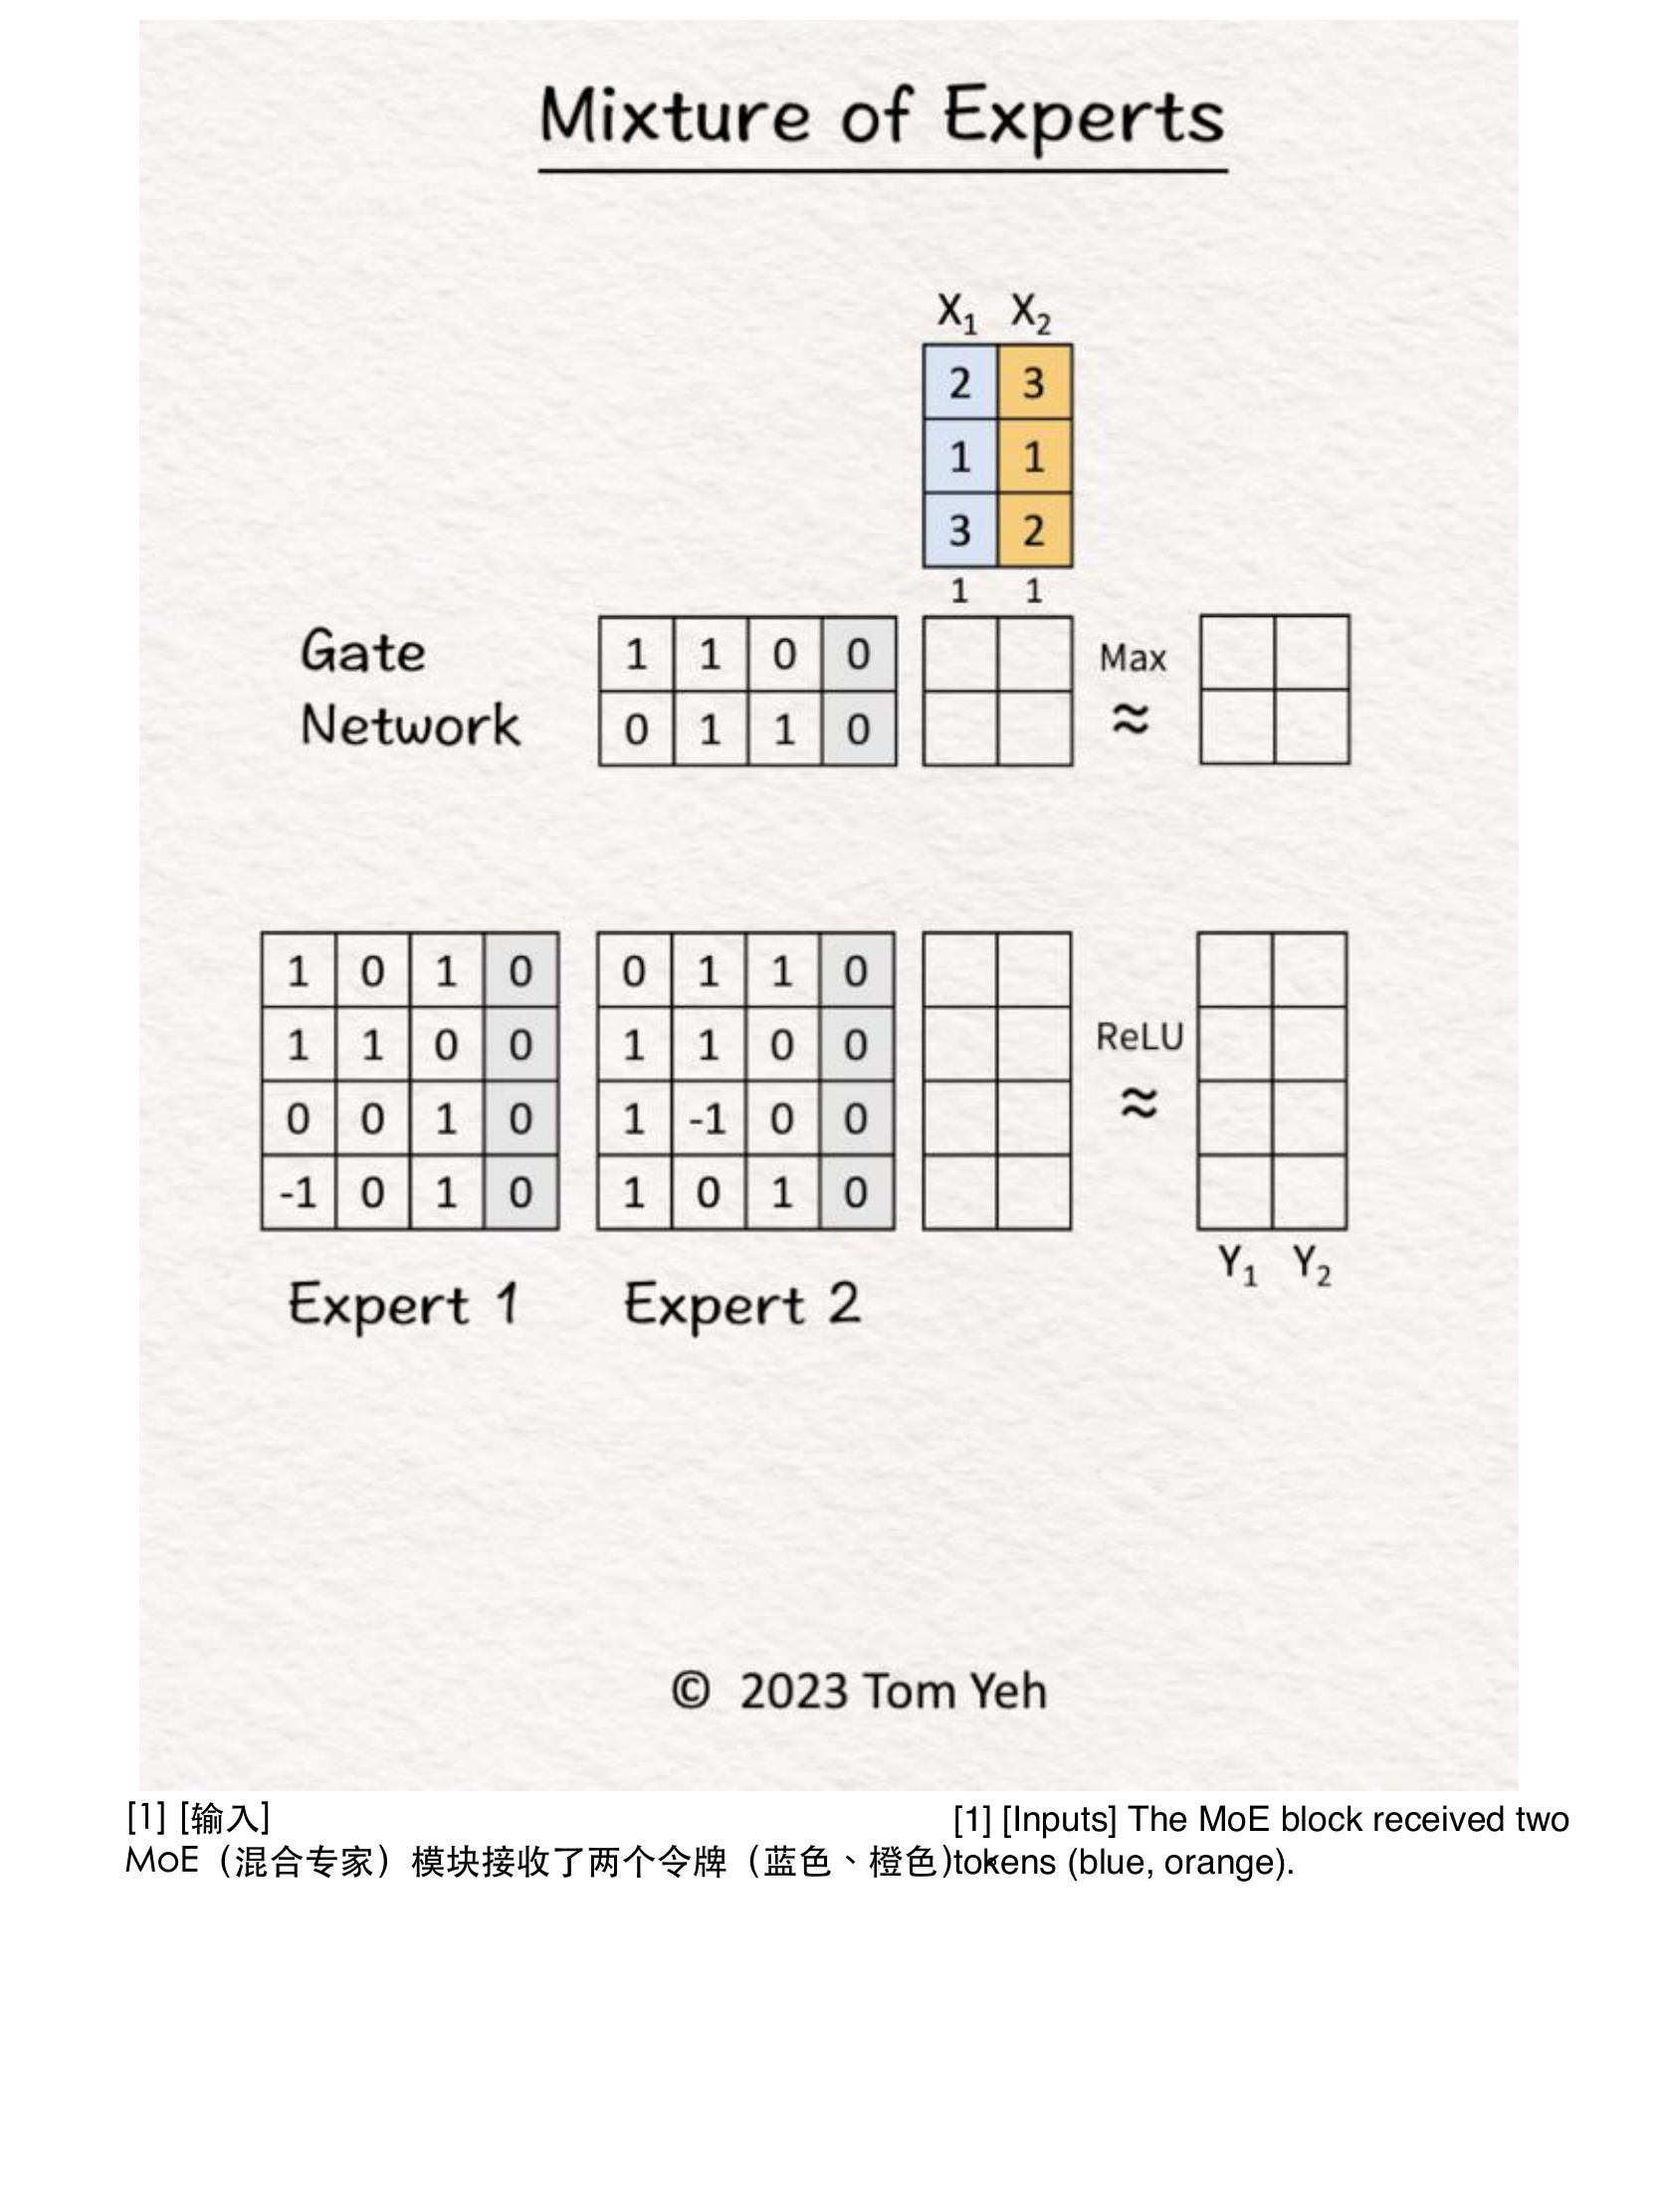 Mixture of Experts
X1 X2
2 3
1 1
3 2
1 1
Gate
Network
1 1 0 0
0 1 1 0
Max
≈
1 0 1 0
1 1 0 0
0 0 1 0
-1 0 1 0
Expert 1
0 1 1 0
1 1 0 0
1 -1 0 0
1 0 1 0
Expert 2
ReLU
≈
Y1 Y2
© 2023 Tom Yeh
[1] [输入]
MoE（混合专家）模块接收了两个令牌（蓝色、橙色)
[1] [Inputs] The MoE block received two
tokens (blue, orange).